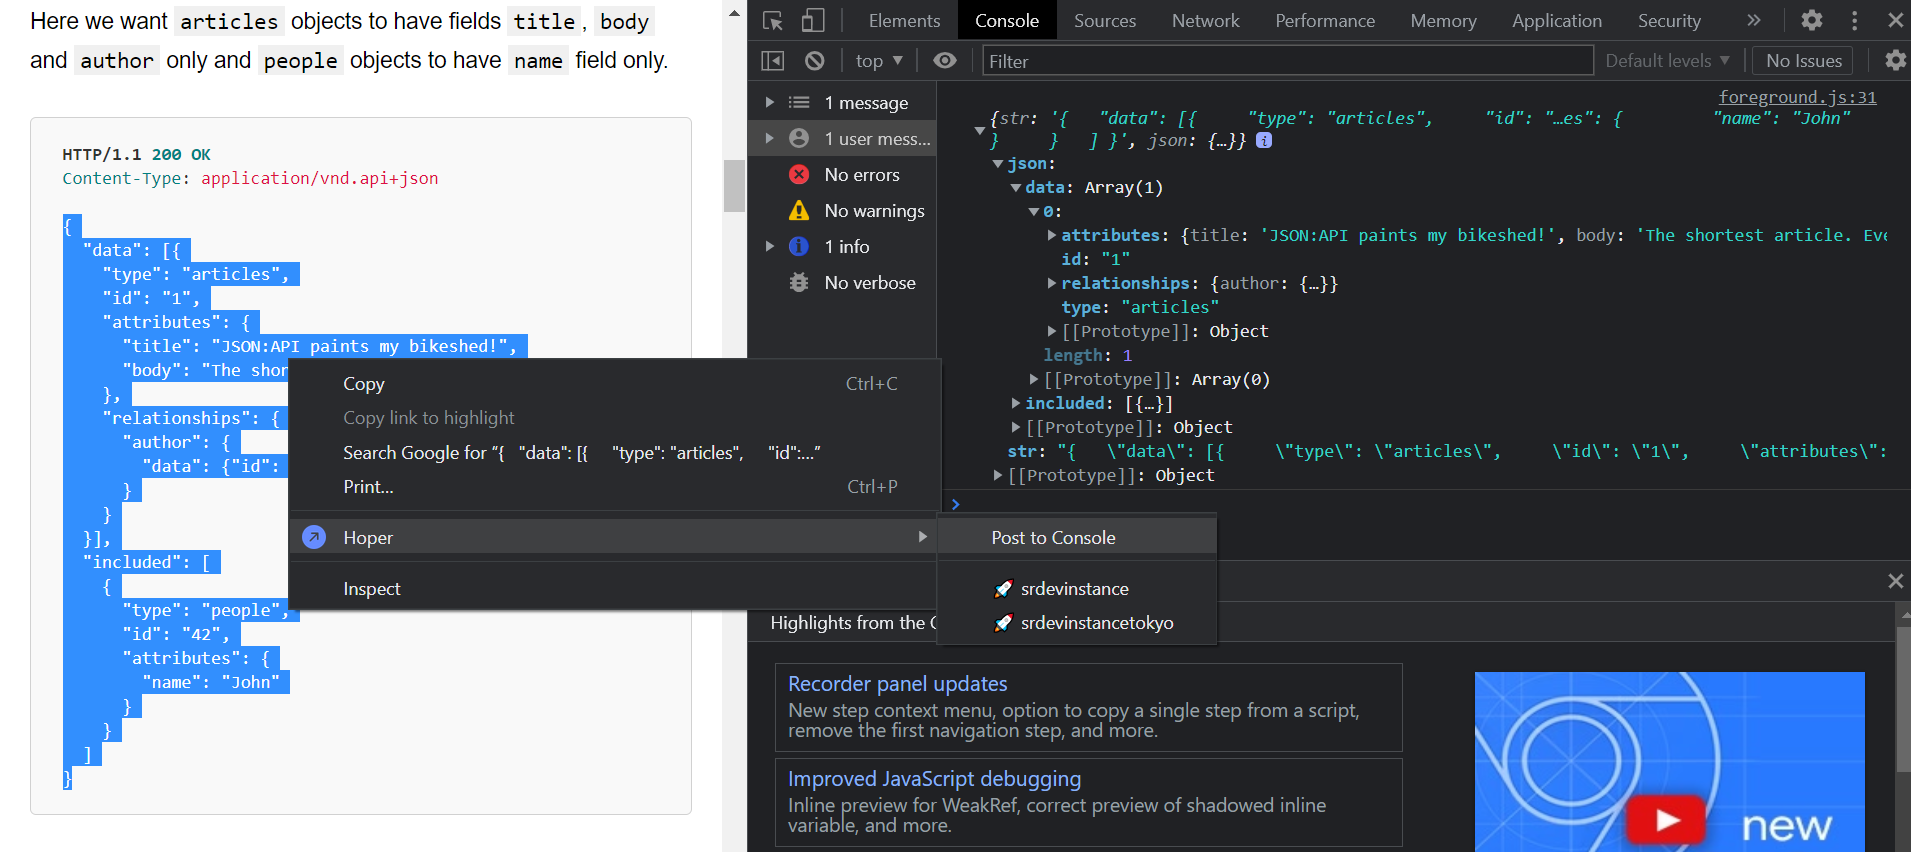 Here we want articles objects to have fields title, body
and author only and people objects to have name field only.
HTTP/1.1 200 OK
Content-Type: application/vnd.api+json
{
"data": [{
"type": "articles",
"id": "1",
"attributes": {
"title": "JSON:API paints my bikeshed!",
"body": "The shor
},
"relationships": {
"author": {
"data": {"id":
}
}
}],
"included": [
{
"type": "people",
"id": "42",
"attributes": {
"name": "John"
}
}
]
}
Copy Ctrl+C
Copy link to highlight
Search Google for “{ "data": [{ "type": "articles", "id":...”
Print... Ctrl+P
Hoper
Inspect
Post to Console
🚀 srdevinstance
🚀 srdevinstancetokyo
Elements Console Sources Network Performance Memory Application Security »
top ▼ Filter Default levels ▼ No Issues
1 message
1 user mess...
No errors
No warnings
1 info
No verbose
foreground.js:31
{str: '{ "data": [{ "type": "articles", "id": "…es": { "name": "John"
} } ] }', json: {…}} i
json:
data: Array(1)
0:
attributes: {title: 'JSON:API paints my bikeshed!', body: 'The shortest article. Eve
id: "1"
relationships: {author: {…}}
type: "articles"
[[Prototype]]: Object
length: 1
[[Prototype]]: Array(0)
included: [{…}]
[[Prototype]]: Object
str: "{ \"data\": [{ \"type\": \"articles\", \"id\": \"1\", \"attributes\":
[[Prototype]]: Object
Highlights from the C
Recorder panel updates
New step context menu, option to copy a single step from a script,
remove the first navigation step, and more.
Improved JavaScript debugging
Inline preview for WeakRef, correct preview of shadowed inline
variable, and more.
new